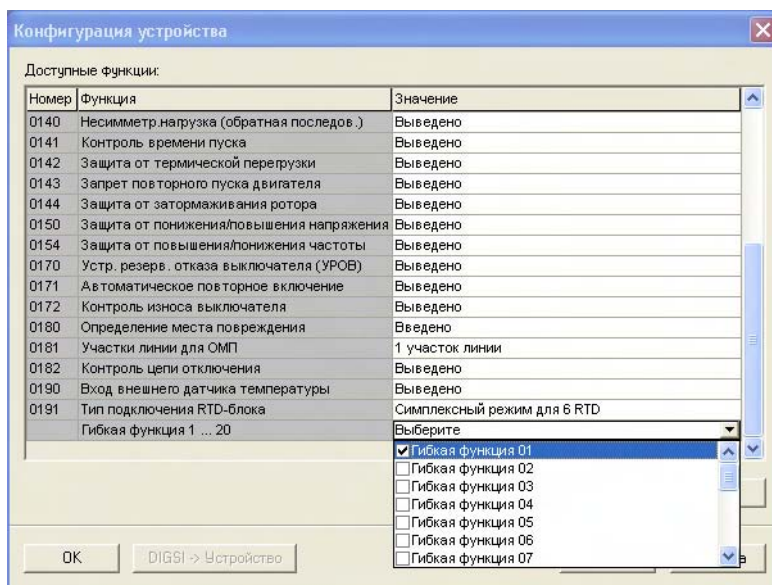 Конфигурация устройства
Доступные функции:
Номер Функция Значение
0140 Несимметр.нагрузка (обратная последов.) Выведено
0141 Контроль времени пуска Выведено
0142 Защита от термической перегрузки Выведено
0143 Запрет повторного пуска двигателя Выведено
0144 Защита от затормаживания ротора Выведено
0150 Защита от понижения/повышения напряжения Выведено
0154 Защита от повышения/понижения частоты Выведено
0170 Устр. резерв. отказа выключателя (УРОВ) Выведено
0171 Автоматическое повторное включение Выведено
0172 Контроль износа выключателя Выведено
0180 Определение места повреждения Введено
0181 Участки линии для ОМП 1 участок линии
0182 Контроль цепи отключения Выведено
0190 Вход внешнего датчика температуры Выведено
0191 Тип подключения RTD-блока Симплексный режим для 6 RTD
Гибкая функция 1 ... 20 Выберите
Гибкая функция 01
Гибкая функция 02
Гибкая функция 03
Гибкая функция 04
Гибкая функция 05
Гибкая функция 06
Гибкая функция 07
OK DIGSI -> Устройство